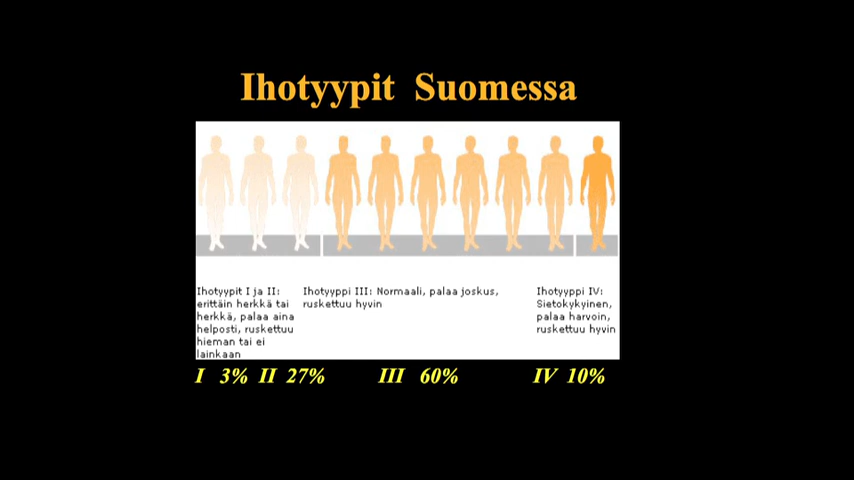 Ihotyypit Suomessa
Ihotyypit I ja II:
erittäin herkkä tai
herkkä, palaa aina
helposti, ruskettuu
hieman tai ei
lainkaan
Ihotyyppi III: Normaali, palaa joskus,
ruskettuu hyvin
Ihotyyppi IV:
Sietokykyinen,
palaa harvoin,
ruskettuu hyvin
I 3% II 27% III 60% IV 10%